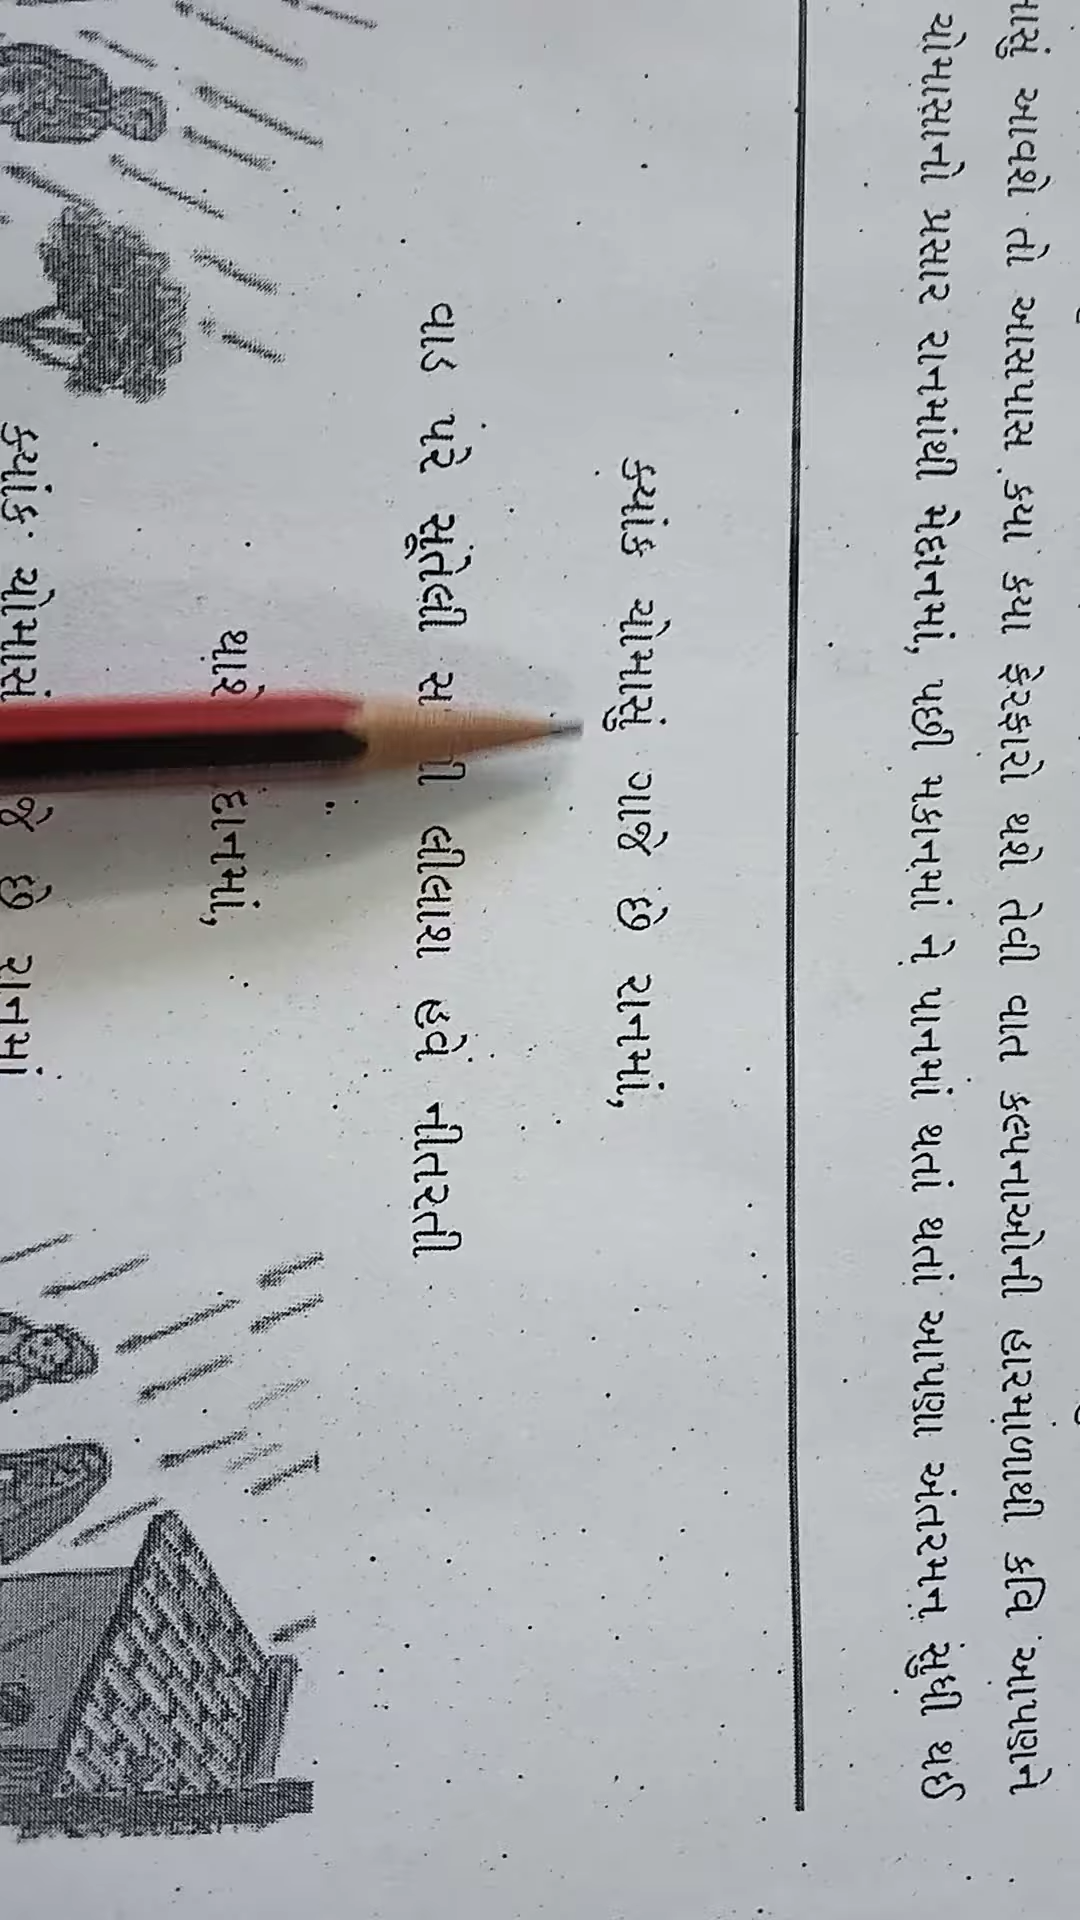 આવશે તો આસપાસ ક્યા ક્યા ફેરફારો થશે તેવી વાત કલ્પનાઓની હારમાળાથી કવિ આપણને
ચોમાસાનો પ્રસાર રાનમાંથી મેદાનમાં, પછી મકાનમાં ને પાનમાં થતાં થતાં આપણા અંતરમન સુધી થઈ
ક્યાંક ચોમાસું ગાજે છે રાનમાં,
વાડ પરે સૂતેલી લીલાશ હવે નીતરતી
ક્યાંક છે રાનમાં